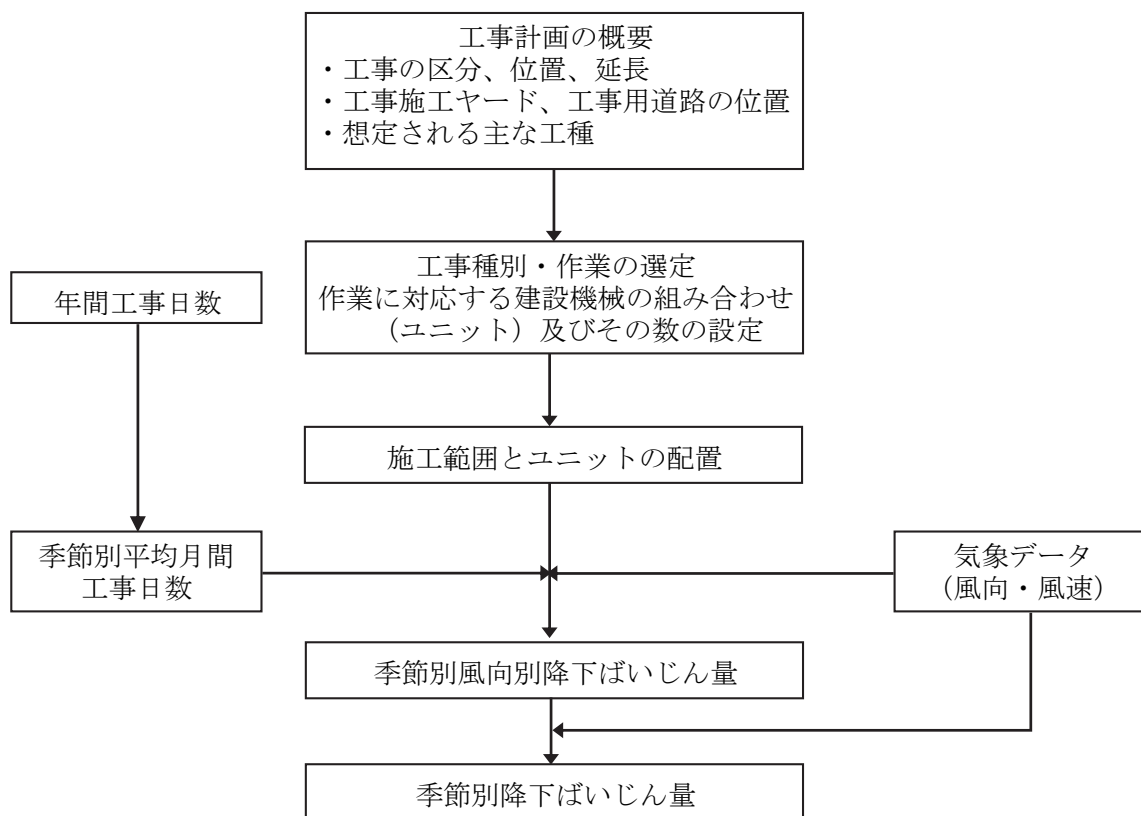 工事計画の概要
・工事の区分、位置、延長
・工事施工ヤード、工事用道路の位置
・想定される主な工種
工事種別・作業の選定
作業に対応する建設機械の組み合わせ
（ユニット）及びその数の設定
年間工事日数
施工範囲とユニットの配置
季節別平均月間
工事日数
気象データ
（風向・風速）
季節別風向別降下ばいじん量
季節別降下ばいじん量